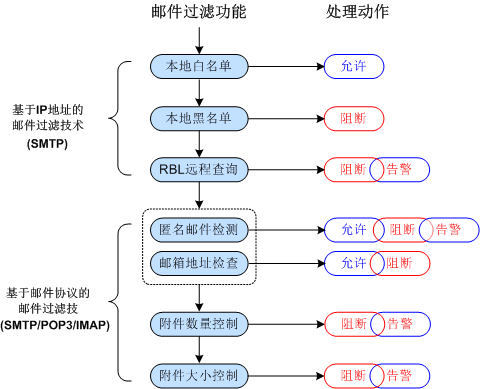 邮件过滤功能 处理动作
本地白名单 允许
基于IP地址的
邮件过滤技术
(SMTP)
本地黑名单 阻断
RBL远程查询 阻断 告警
匿名邮件检测 允许 阻断 告警
邮箱地址检查 允许 阻断
基于邮件协议的
邮件过滤技
(SMTP/POP3/IMAP)
附件数量控制 阻断 告警
附件大小控制 阻断 告警